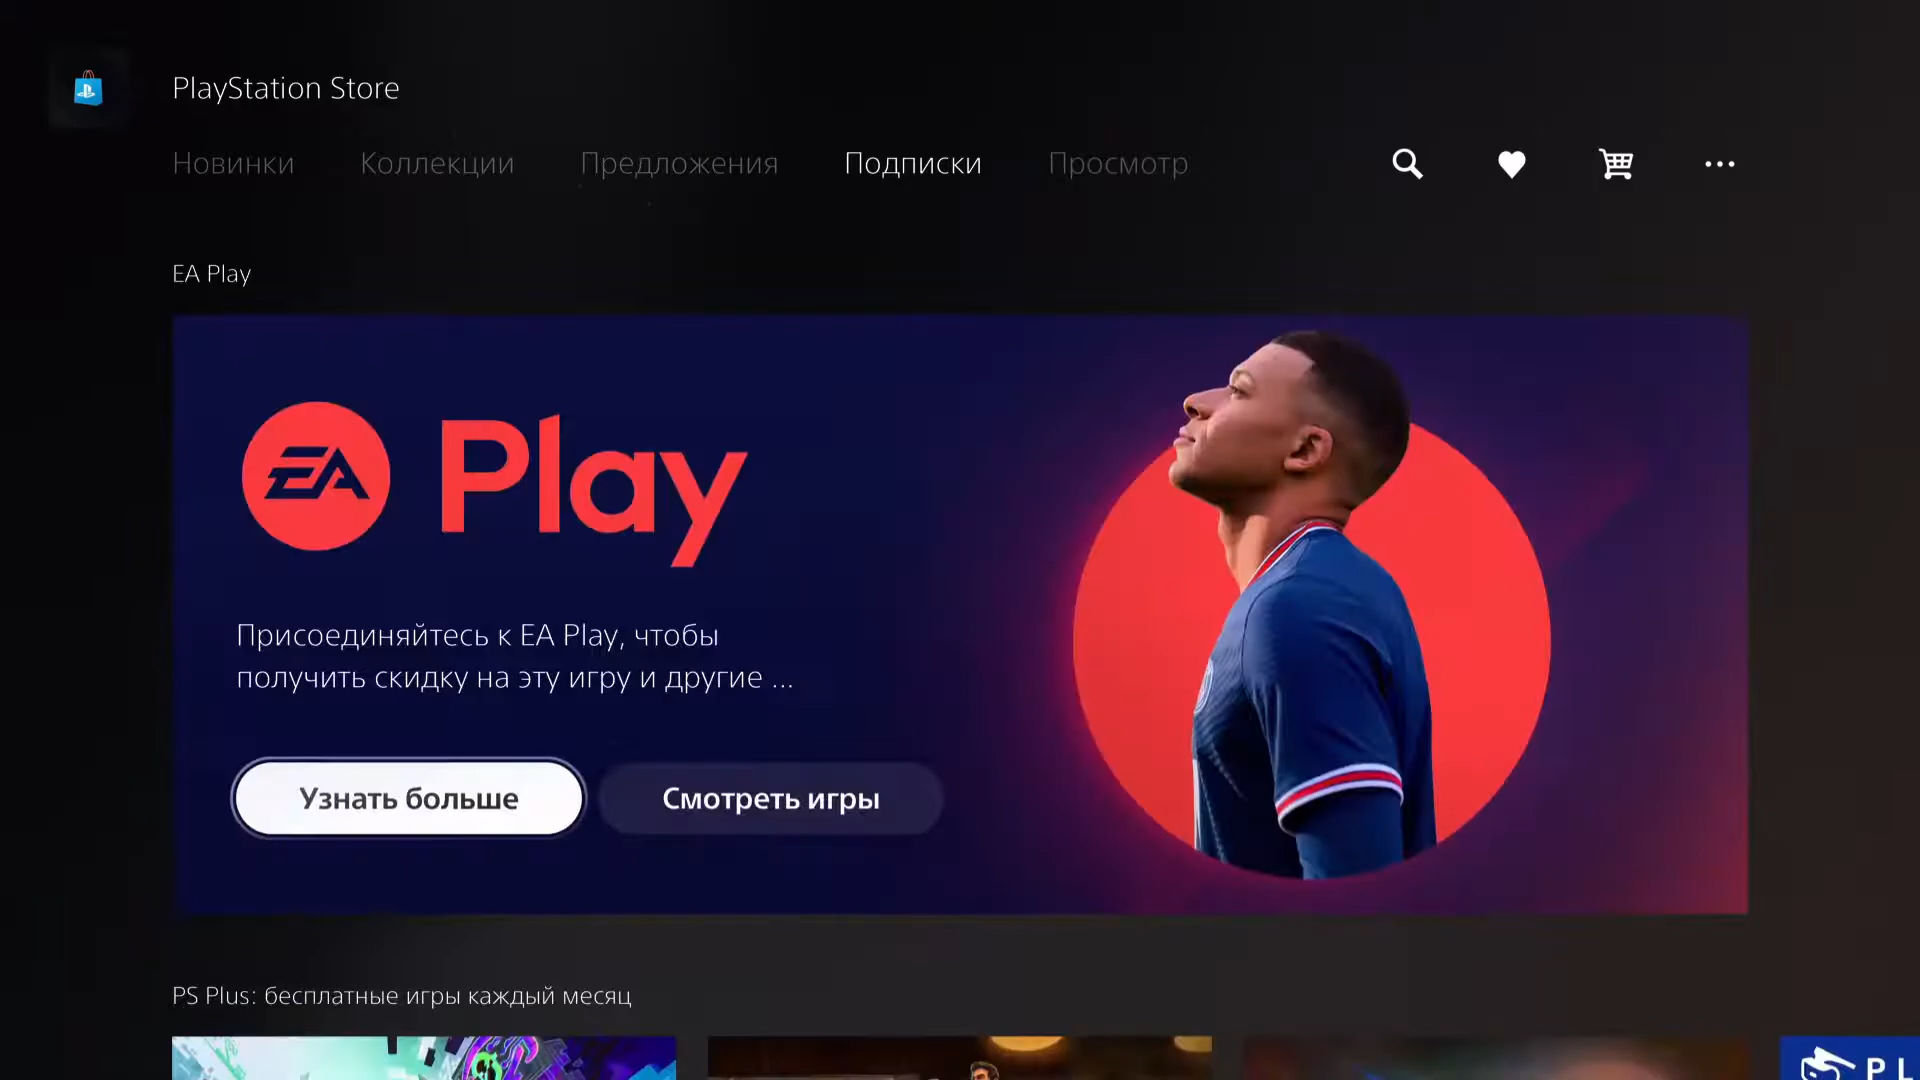 PlayStation Store
Новинки Коллекции Предложения Подписки Просмотр
EA Play
EA Play
Присоединяйтесь к EA Play, чтобы
получить скидку на эту игру и другие ...
Узнать больше Смотреть игры
PS Plus: бесплатные игры каждый месяц
PL